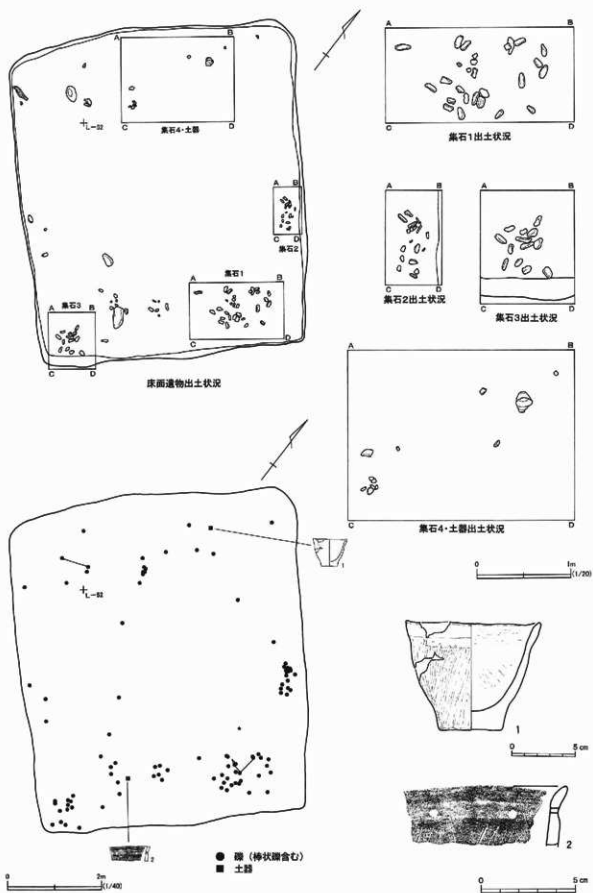 A
B
L-32
C
D
集石4・土器
A
B
集石2
C
D
集石1
A
B
C
D
集石3
A
B
C
D
床面遺物出土状況
A
B
C
D
集石1出土状況
A
B
C
D
集石2出土状況
A
B
C
D
集石3出土状況
A
B
C
D
集石4・土器出土状況
0
1m
(1/20)
1
L-32
2
0
2m
(1/40)
● 礫（棒状礫含む）
■ 土器
1
0
5cm
2
0
5cm